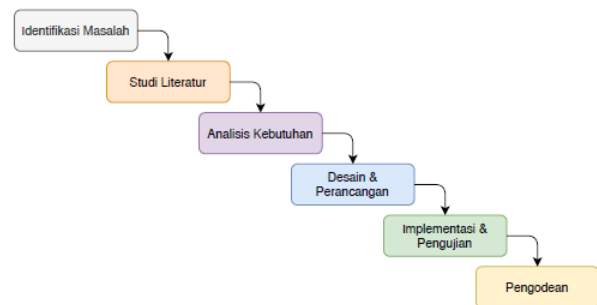 Identifikasi Masalah
Studi Literatur
Analisis Kebutuhan
Desain &
Perancangan
Implementasi &
Pengujian
Pengodean